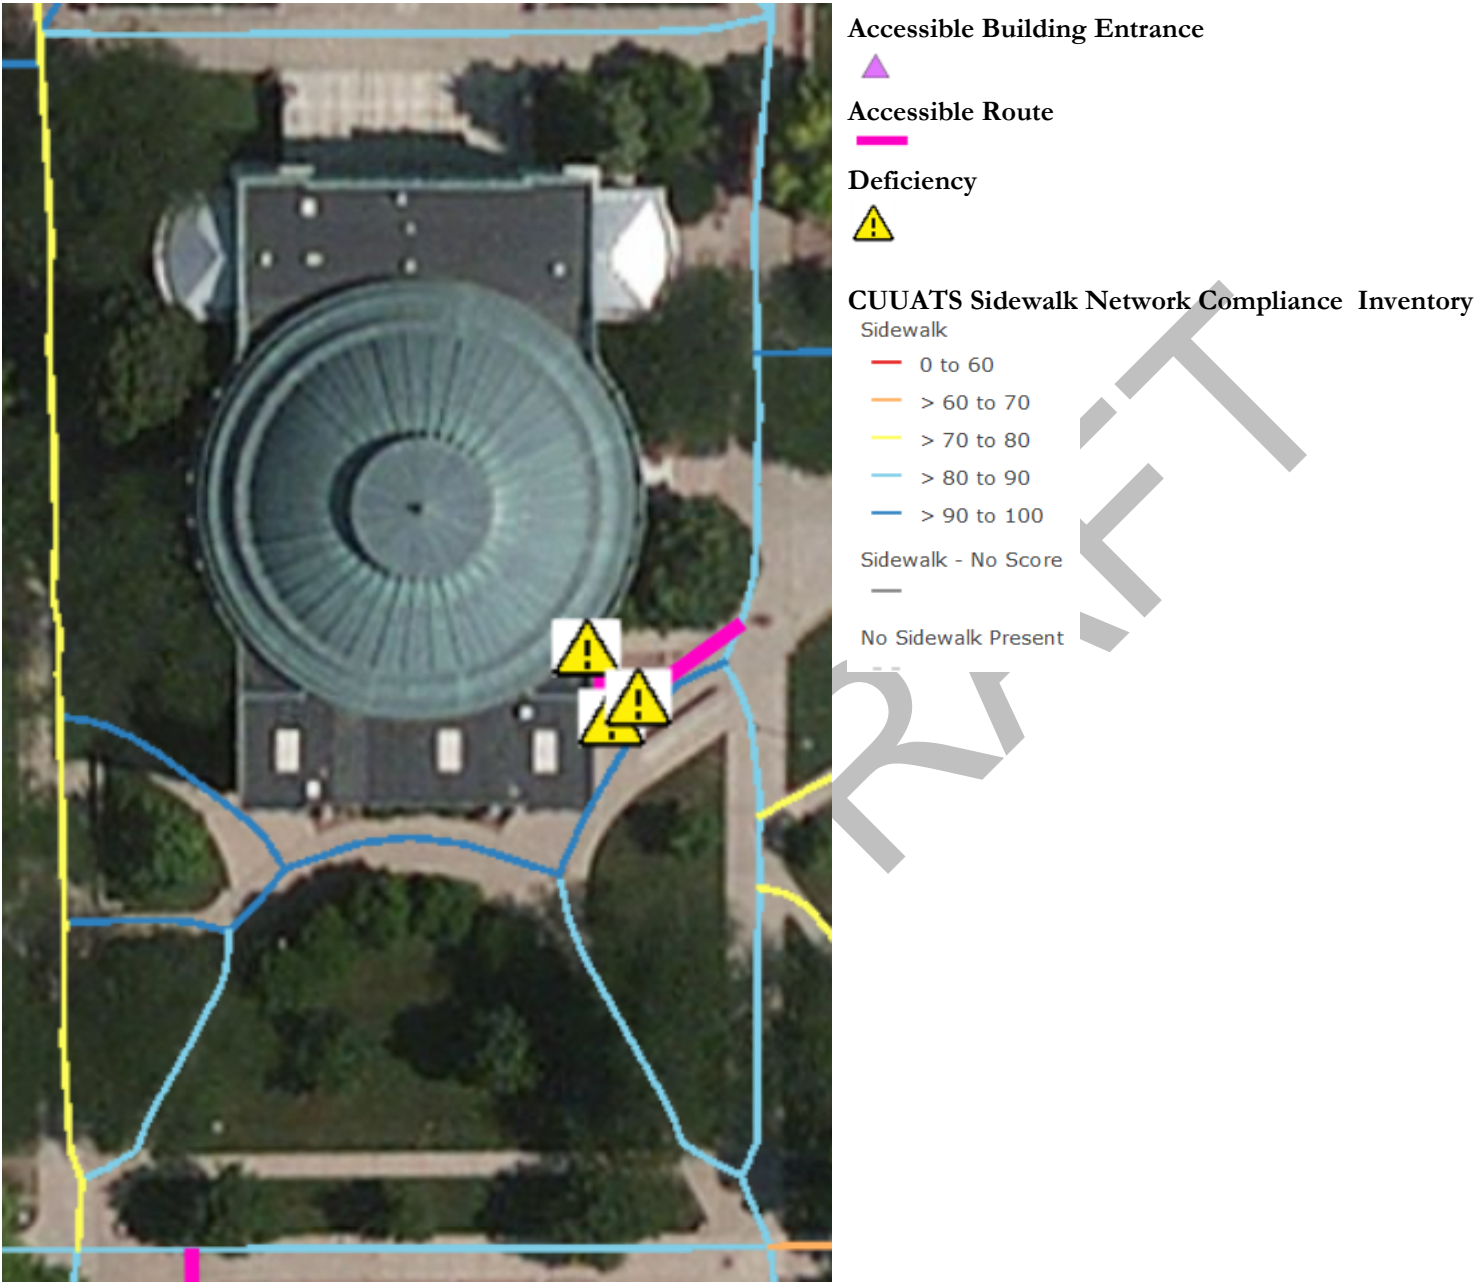 Accessible Building Entrance
Accessible Route
Deficiency
CUUATS Sidewalk Network Compliance Inventory
Sidewalk
0 to 60
> 60 to 70
> 70 to 80
> 80 to 90
> 90 to 100
Sidewalk - No Score
No Sidewalk Present